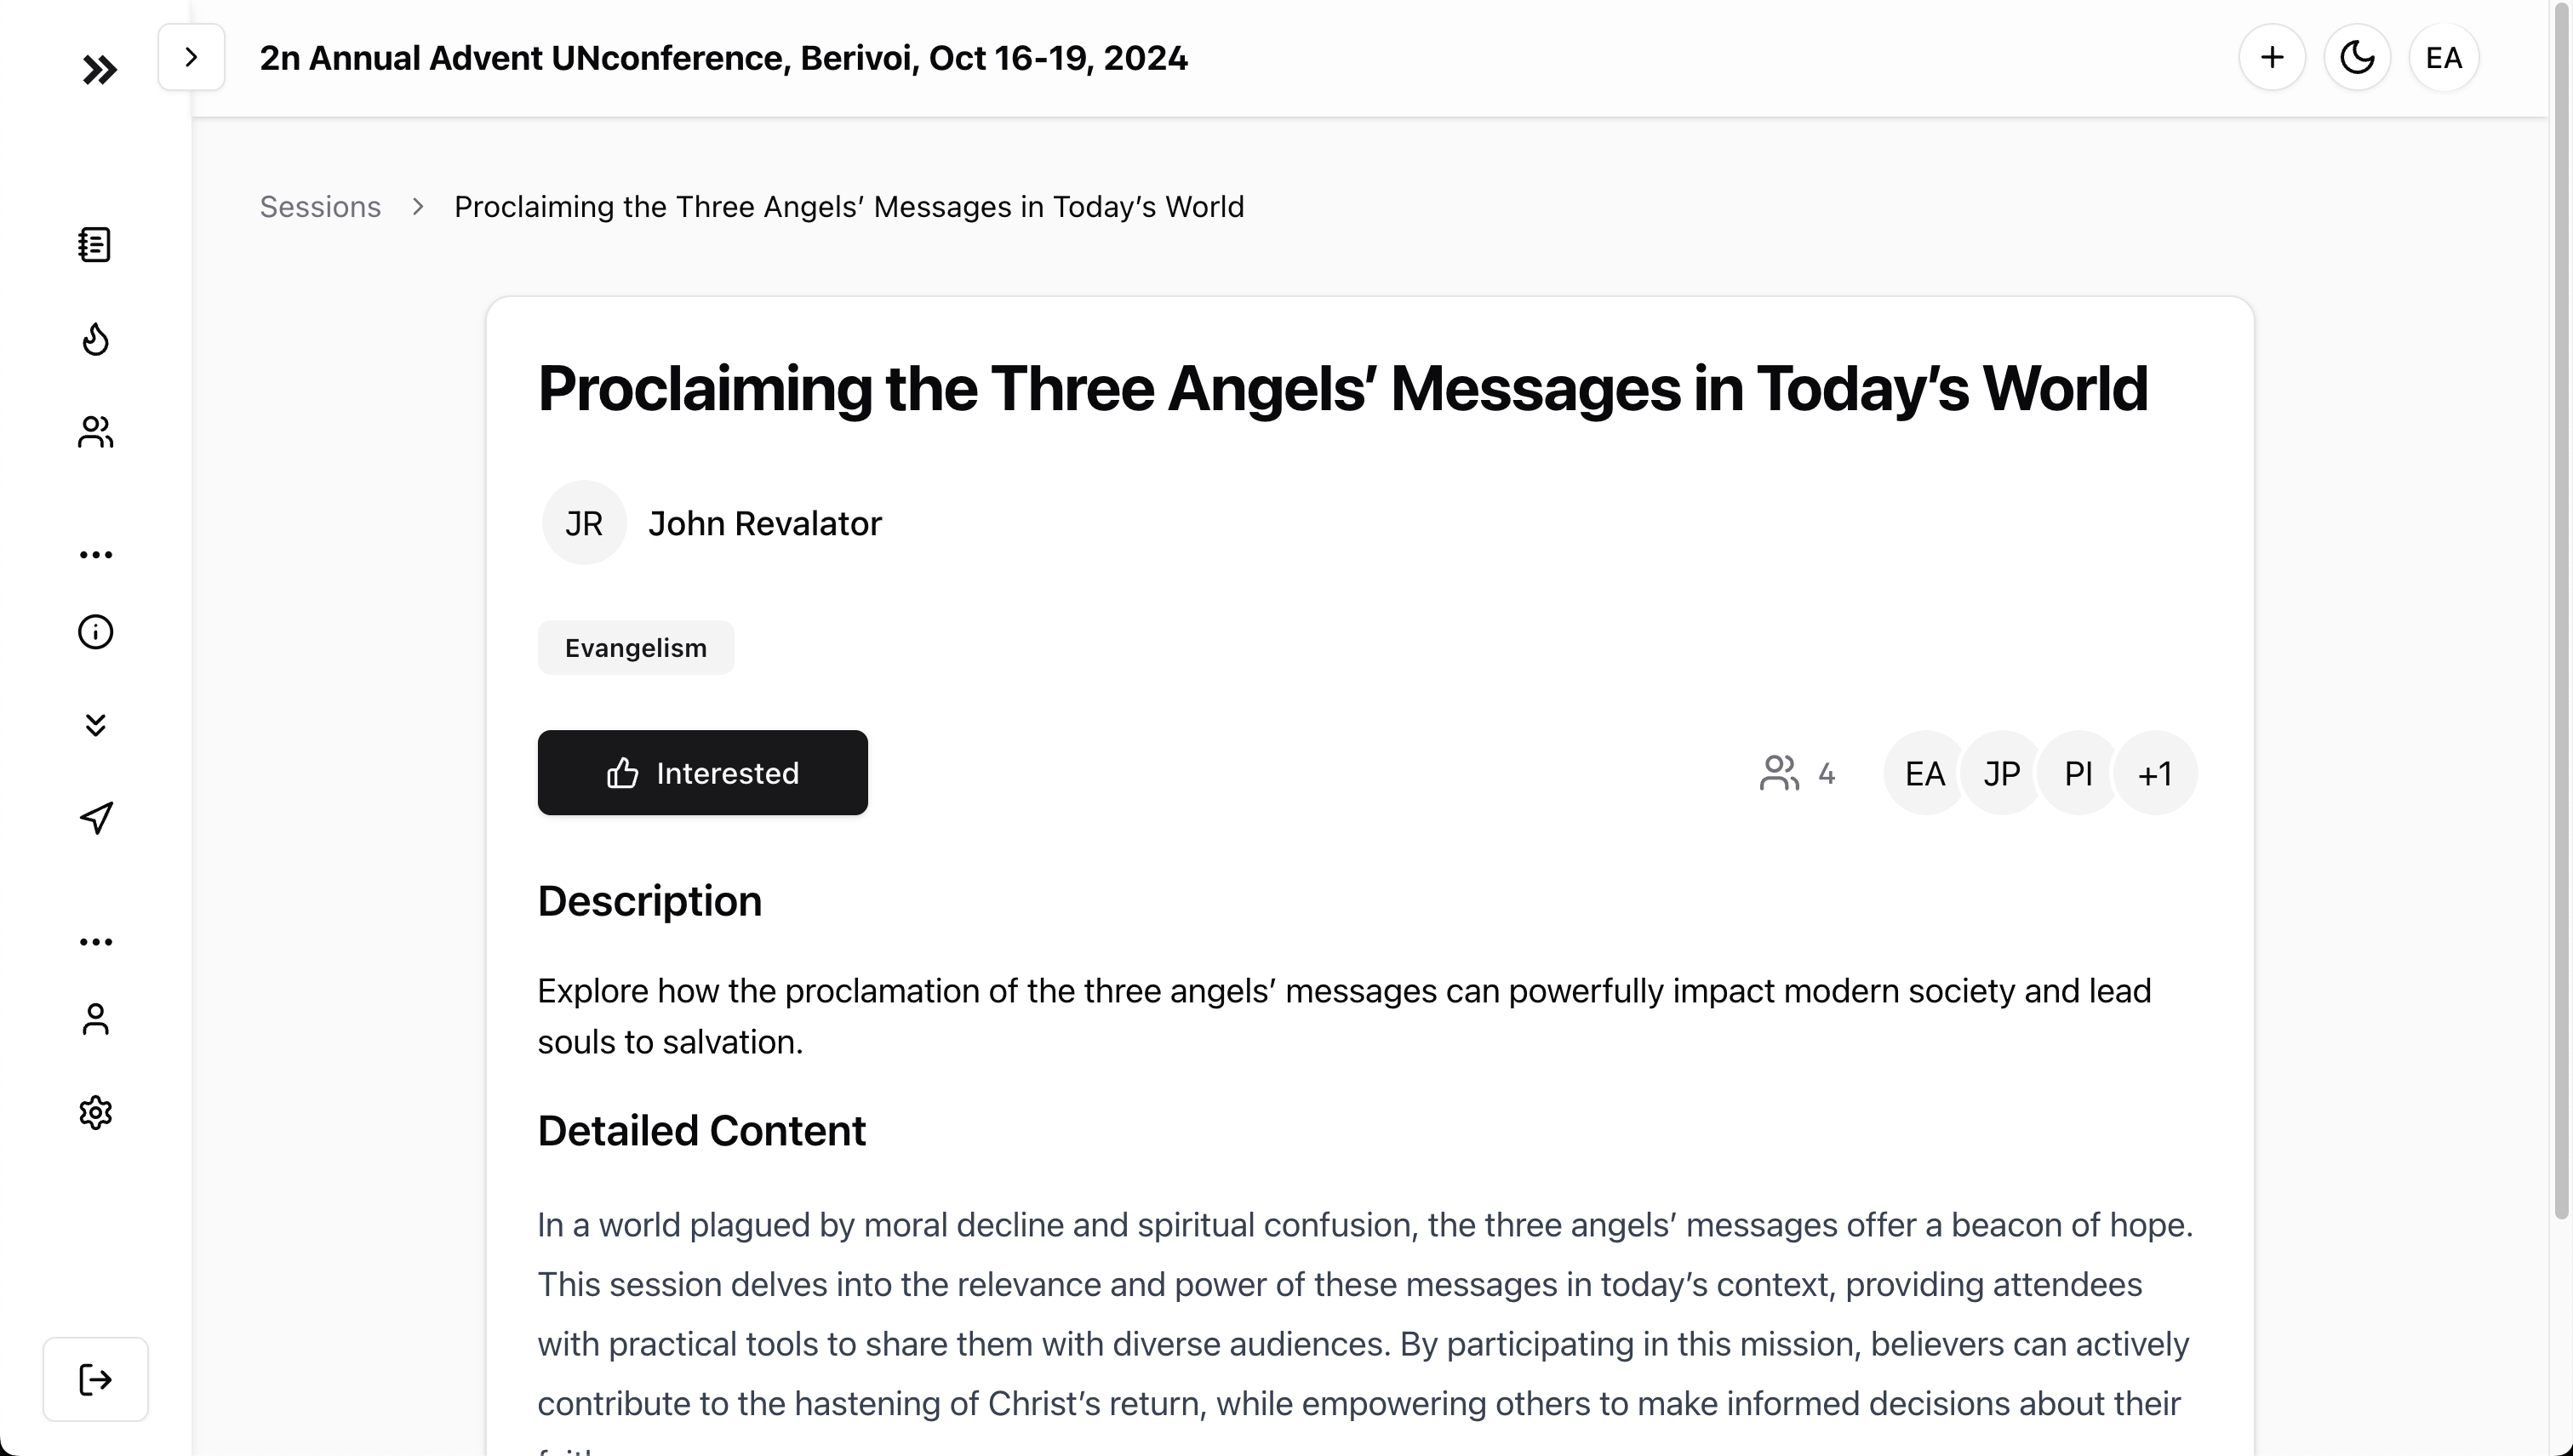 2n Annual Advent UNconference, Berivoi, Oct 16-19, 2024
EA
Sessions
Proclaiming the Three Angels’ Messages in Today’s World
Proclaiming the Three Angels’ Messages in Today’s World
JR
John Revalator
Evangelism
Interested
4
EA
JP
PI
+1
Description
Explore how the proclamation of the three angels’ messages can powerfully impact modern society and lead
souls to salvation.
Detailed Content
In a world plagued by moral decline and spiritual confusion, the three angels’ messages offer a beacon of hope.
This session delves into the relevance and power of these messages in today’s context, providing attendees
with practical tools to share them with diverse audiences. By participating in this mission, believers can actively
contribute to the hastening of Christ’s return, while empowering others to make informed decisions about their